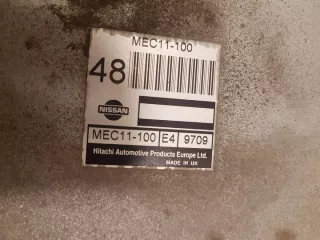 MEC11-100
48
NISSAN
MEC11-100 E4 9709
Hitachi Automotive Products Europe Ltd.
MADE IN UK